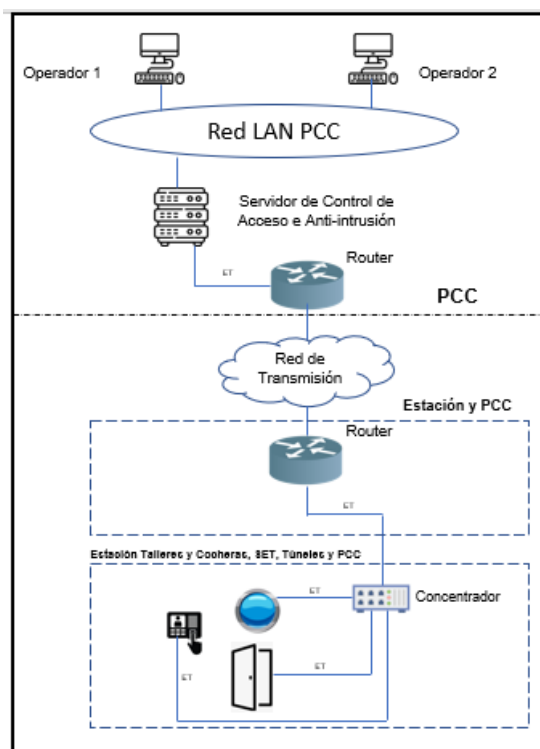 Operador 1
Operador 2
Red LAN PCC
Servidor de Control de
Acceso e Anti-intrusión
ET
Router
PCC
Red de
Transmisión
Estación y PCC
Router
ET
Estación Talleres y Cocheras, SET, Túneles y PCC
ET
Concentrador
ET
ET